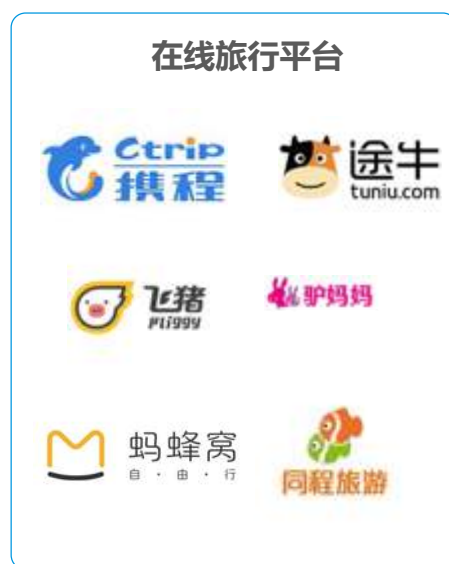 在线旅行平台
Ctrip
携程
途牛
tuniu.com
飞猪
Fliggy
驴妈妈
蚂蜂窝
自·由·行
同程旅游